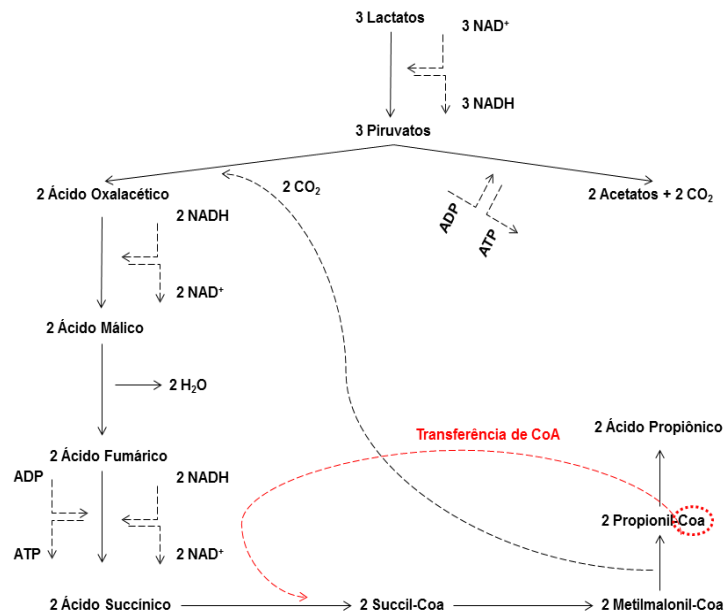 3 Lactatos
3 NAD⁺
3 NADH
3 Piruvatos
2 Ácido Oxalacético
2 CO₂
ADP
ATP
2 Acetatos + 2 CO₂
2 NADH
2 NAD⁺
2 Ácido Málico
2 H₂O
Transferência de CoA
2 Ácido Propiônico
2 Ácido Fumárico
ADP
2 NADH
2 Propionil-Coa
ATP
2 NAD⁺
2 Ácido Succínico
2 Succil-Coa
2 Metilmalonil-Coa